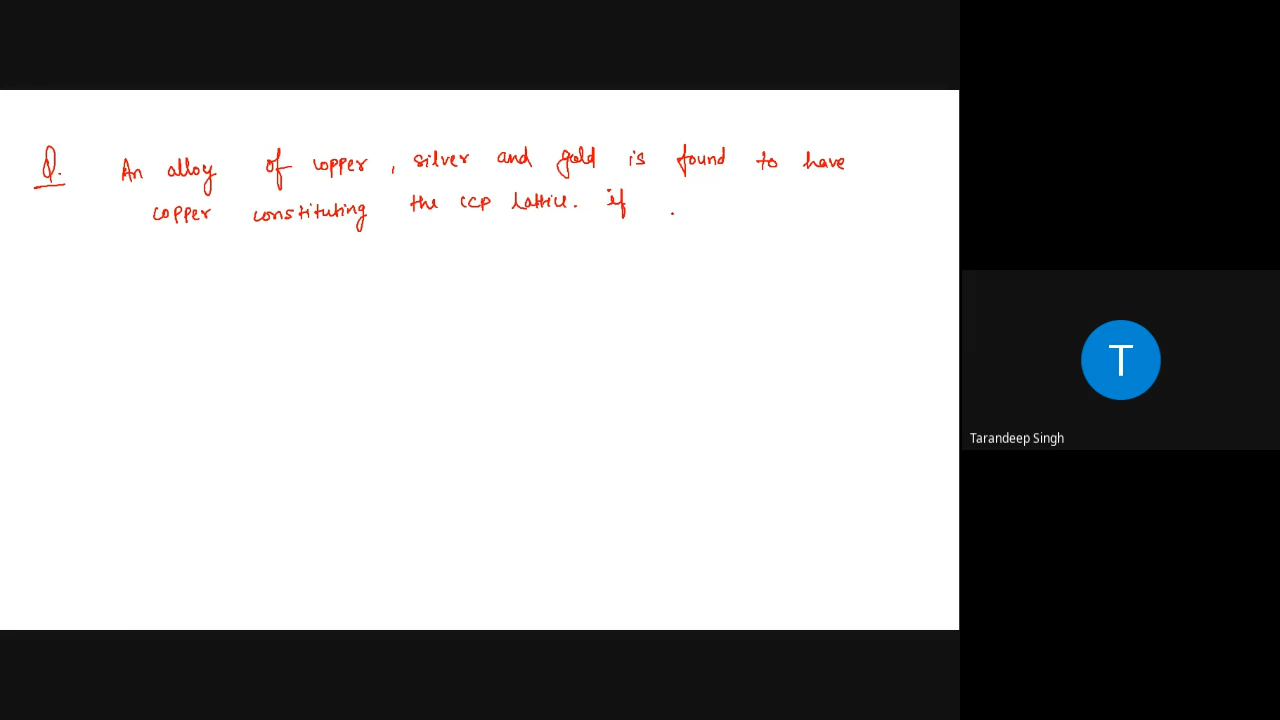 Q. An alloy of copper, silver and gold is found to have
copper constituting the ccp lattice. if .
T
Tarandeep Singh